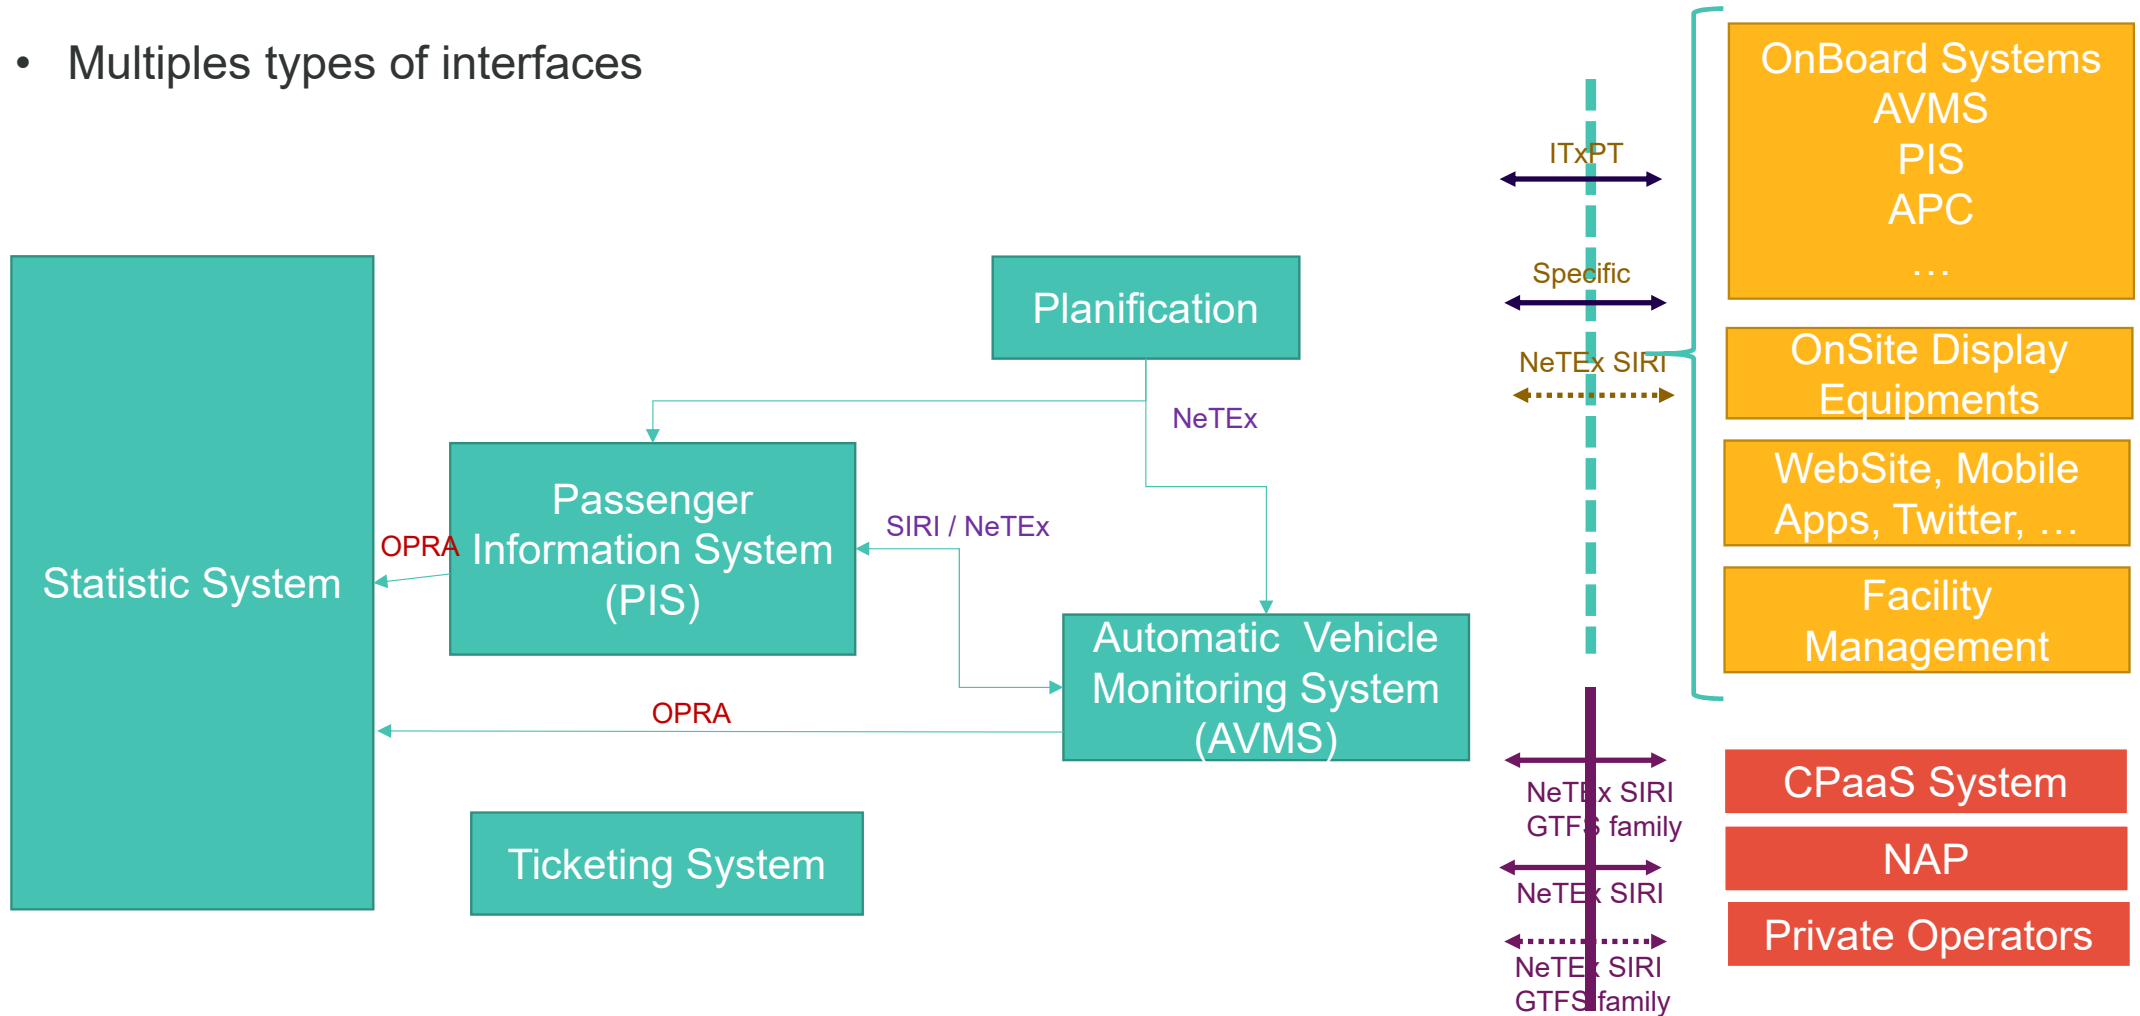 • Multiples types of interfaces
OnBoard Systems
AVMS
PIS
APC
…
ITxPT
Specific
NeTEx SIRI
Planification
OnSite Display
Equipments
NeTEx
WebSite, Mobile
Apps, Twitter, …
Passenger
Information System
(PIS)
SIRI / NeTEx
OPRA
Statistic System
Facility
Management
Automatic Vehicle
Monitoring System
(AVMS)
OPRA
CPaaS System
NeTEx SIRI
GTFS family
Ticketing System
NAP
NeTEx SIRI
Private Operators
NeTEx SIRI
GTFS family